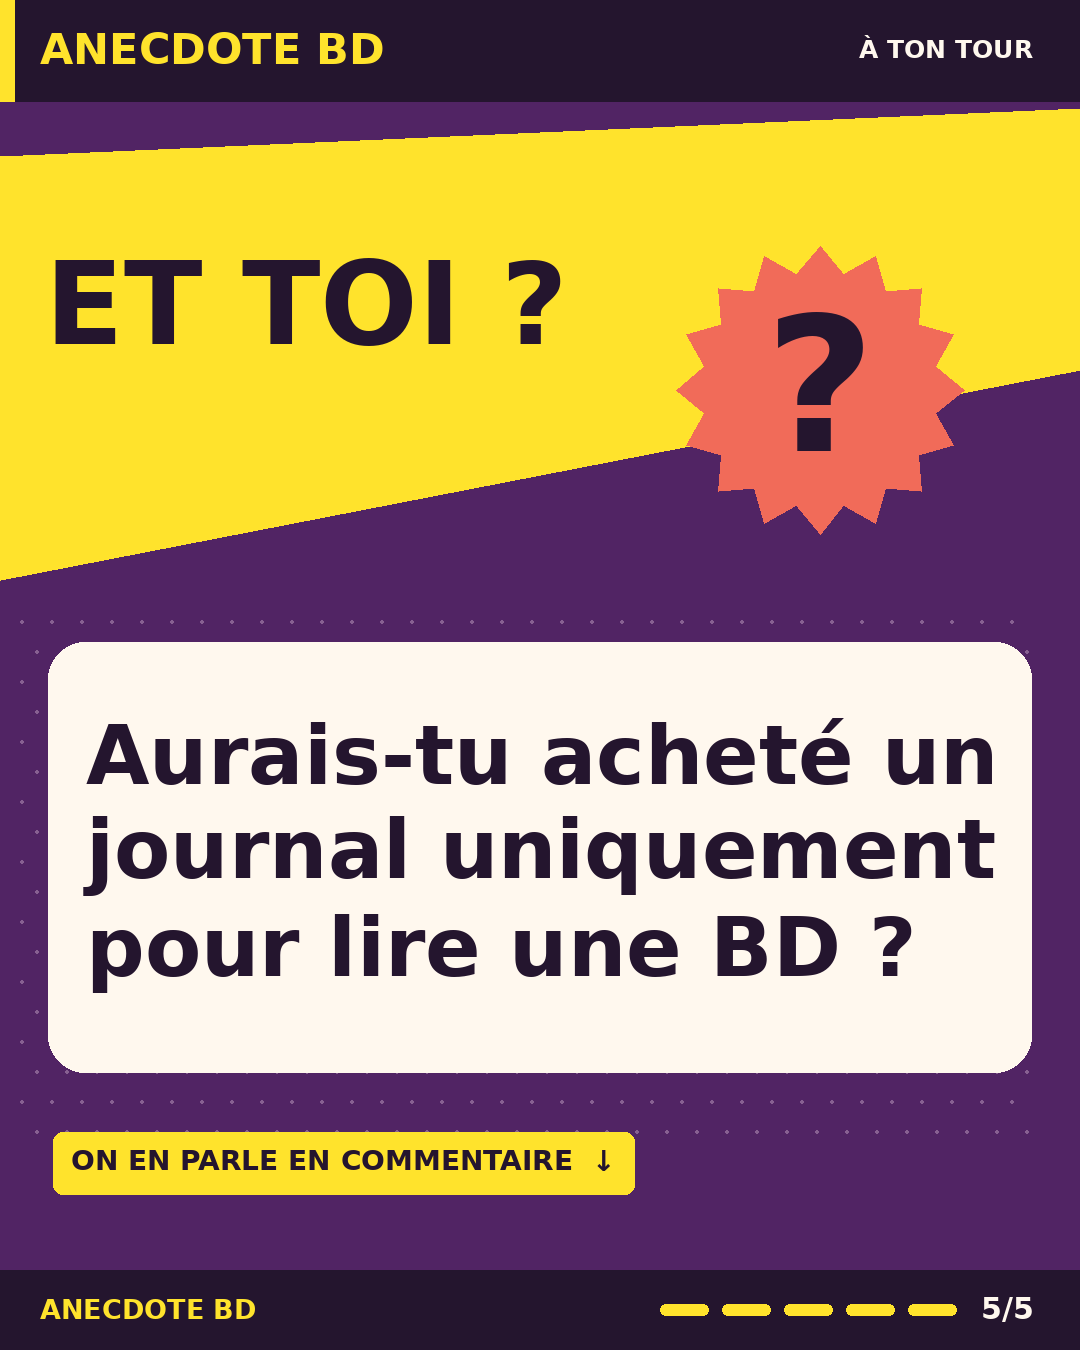 ANECDOTE BD
À TON TOUR
ET TOI ?
?
Aurais-tu acheté un
journal uniquement
pour lire une BD ?
ON EN PARLE EN COMMENTAIRE ↓
ANECDOTE BD
5/5